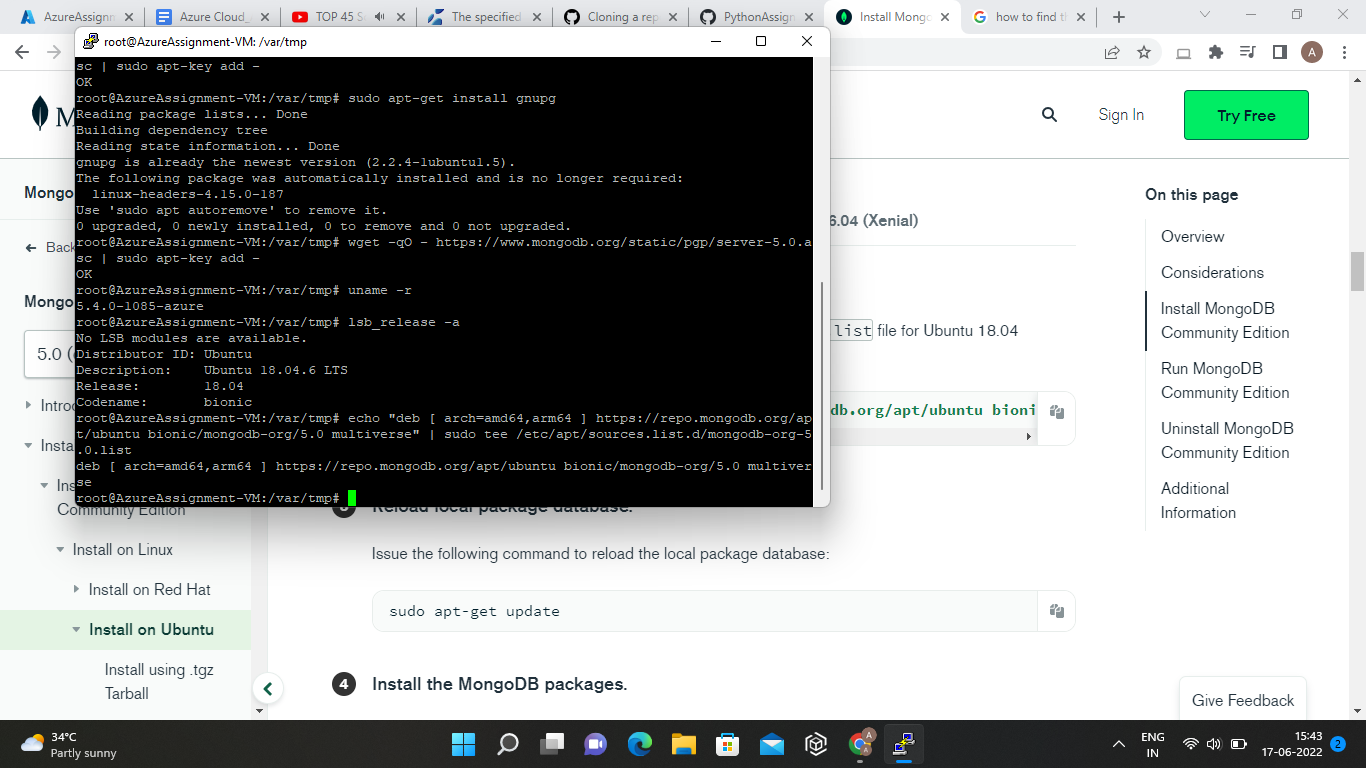 AzureAssignm
Azure Cloud_
TOP 45 S
The specified
Cloning a rep
PythonAssign
Install Mong
how to find t
root@AzureAssignment-VM: /var/tmp
sc | sudo apt-key add -
OK
root@AzureAssignment-VM:/var/tmp# sudo apt-get install gnupg
Reading package lists... Done
Building dependency tree
Reading state information... Done
gnupg is already the newest version (2.2.4-1ubuntu1.5).
The following package was automatically installed and is no longer required:
linux-headers-4.15.0-187
Use 'sudo apt autoremove' to remove it.
0 upgraded, 0 newly installed, 0 to remove and 0 not upgraded.
root@AzureAssignment-VM:/var/tmp# wget -qO - https://www.mongodb.org/static/pgp/server-5.0.a
sc | sudo apt-key add -
OK
root@AzureAssignment-VM:/var/tmp# uname -r
5.4.0-1085-azure
root@AzureAssignment-VM:/var/tmp# lsb_release -a
No LSB modules are available.
Distributor ID: Ubuntu
Description: Ubuntu 18.04.6 LTS
Release: 18.04
Codename: bionic
root@AzureAssignment-VM:/var/tmp# echo "deb [ arch=amd64,arm64 ] https://repo.mongodb.org/ap
t/ubuntu bionic/mongodb-org/5.0 multiverse" | sudo tee /etc/apt/sources.list.d/mongodb-org-5
.0.list
deb [ arch=amd64,arm64 ] https://repo.mongodb.org/apt/ubuntu bionic/mongodb-org/5.0 multiver
se
root@AzureAssignment-VM:/var/tmp#
A
M
Sign In
Try Free
Mongo
Back
Mongo
5.0 (
Introd
Insta
Ins
Community Edition
Install on Linux
Install on Red Hat
Install on Ubuntu
Install using .tgz
Tarball
6.04 (Xenial)
list file for Ubuntu 18.04
db.org/apt/ubuntu bioni
3 Reload local package database.
Issue the following command to reload the local package database:
sudo apt-get update
4 Install the MongoDB packages.
On this page
Overview
Considerations
Install MongoDB
Community Edition
Run MongoDB
Community Edition
Uninstall MongoDB
Community Edition
Additional
Information
Give Feedback
34°C
Partly sunny
A
A
ENG
IN
15:43
17-06-2022
2